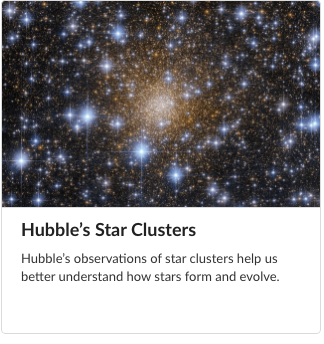 Hubble’s Star Clusters
Hubble’s observations of star clusters help us
better understand how stars form and evolve.